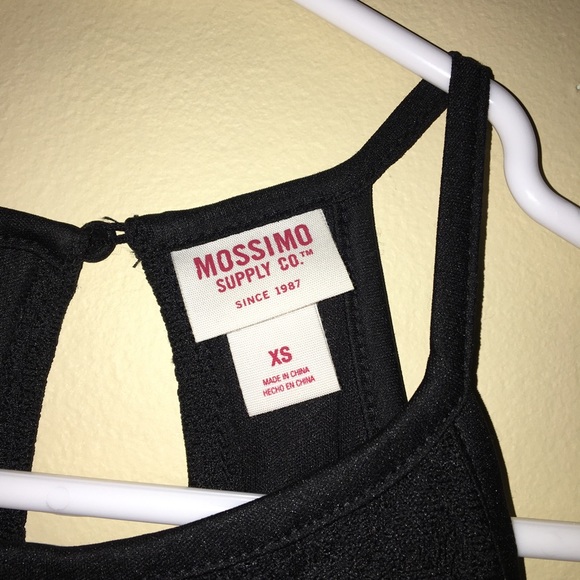 MOSSIMO
SUPPLY CO.™
SINCE 1987
XS
MADE IN CHINA
HECHO EN CHINA